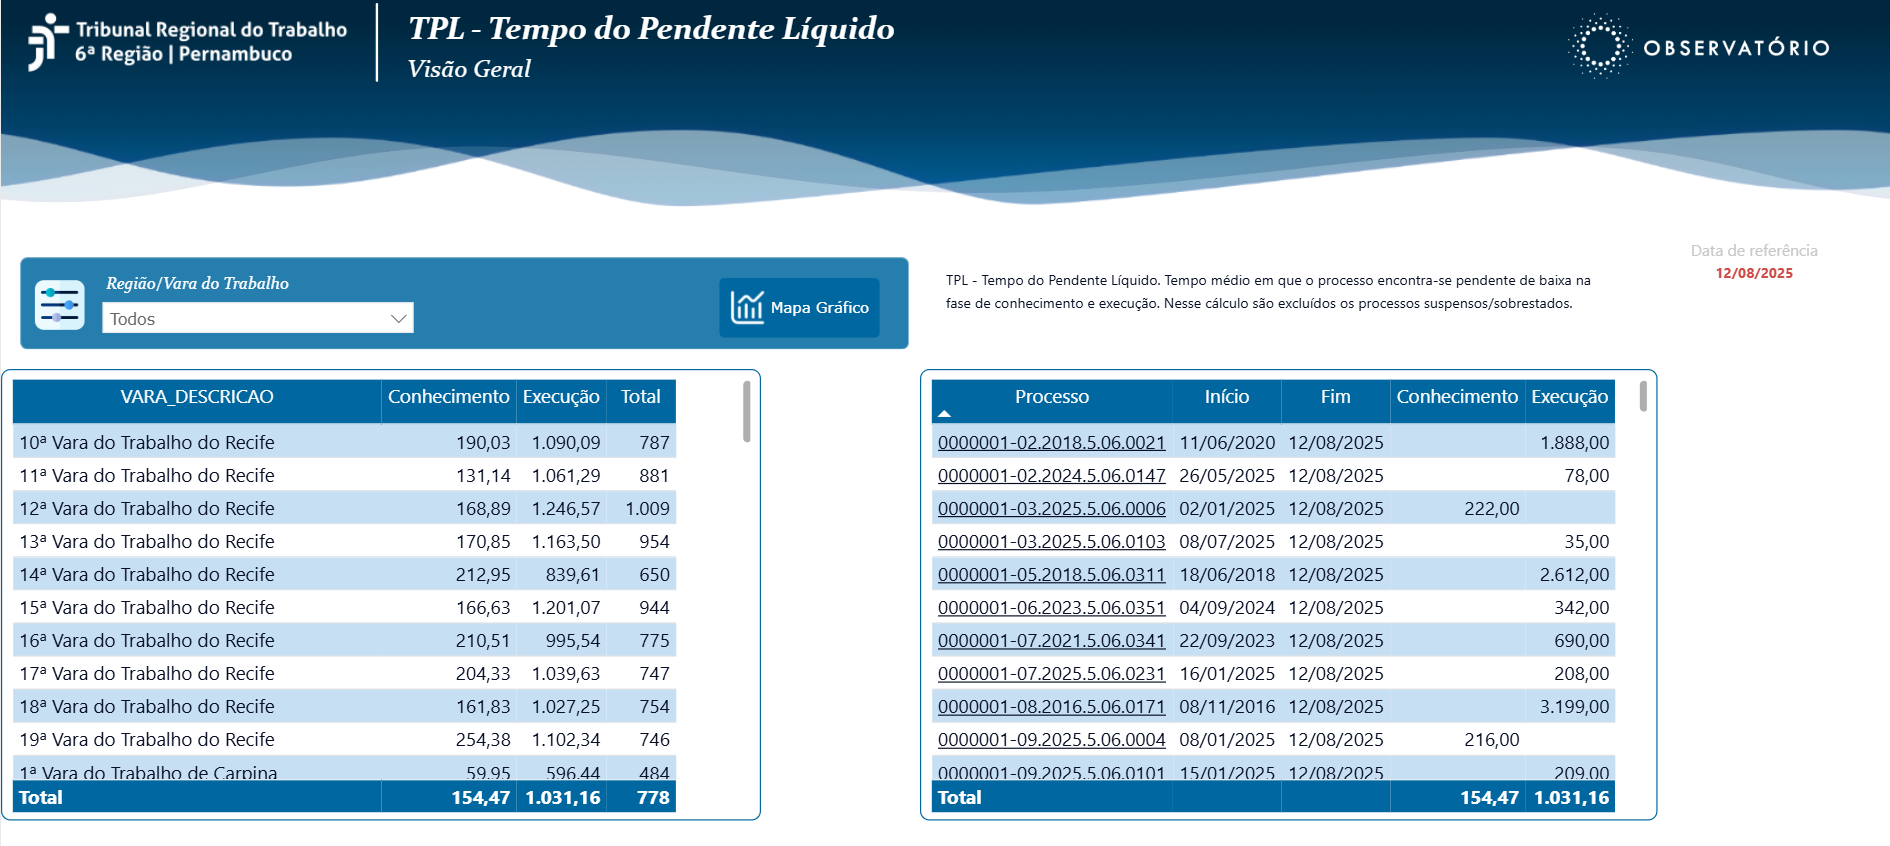 Tribunal Regional do Trabalho
6ª Região | Pernambuco
TPL - Tempo do Pendente Líquido
Visão Geral
OBSERVATÓRIO
Data de referência
12/08/2025
Região/Vara do Trabalho
Todos
Mapa Gráfico
TPL - Tempo do Pendente Líquido. Tempo médio em que o processo encontra-se pendente de baixa na
fase de conhecimento e execução. Nesse cálculo são excluídos os processos suspensos/sobrestados.
VARA_DESCRICAO Conhecimento Execução Total
10ª Vara do Trabalho do Recife 190,03 1.090,09 787
11ª Vara do Trabalho do Recife 131,14 1.061,29 881
12ª Vara do Trabalho do Recife 168,89 1.246,57 1.009
13ª Vara do Trabalho do Recife 170,85 1.163,50 954
14ª Vara do Trabalho do Recife 212,95 839,61 650
15ª Vara do Trabalho do Recife 166,63 1.201,07 944
16ª Vara do Trabalho do Recife 210,51 995,54 775
17ª Vara do Trabalho do Recife 204,33 1.039,63 747
18ª Vara do Trabalho do Recife 161,83 1.027,25 754
19ª Vara do Trabalho do Recife 254,38 1.102,34 746
1ª Vara do Trabalho de Carpina 59,95 596,44 484
Total 154,47 1.031,16 778
Processo Início Fim Conhecimento Execução
0000001-02.2018.5.06.0021 11/06/2020 12/08/2025 1.888,00
0000001-02.2024.5.06.0147 26/05/2025 12/08/2025 78,00
0000001-03.2025.5.06.0006 02/01/2025 12/08/2025 222,00
0000001-03.2025.5.06.0103 08/07/2025 12/08/2025 35,00
0000001-05.2018.5.06.0311 18/06/2018 12/08/2025 2.612,00
0000001-06.2023.5.06.0351 04/09/2024 12/08/2025 342,00
0000001-07.2021.5.06.0341 22/09/2023 12/08/2025 690,00
0000001-07.2025.5.06.0231 16/01/2025 12/08/2025 208,00
0000001-08.2016.5.06.0171 08/11/2016 12/08/2025 3.199,00
0000001-09.2025.5.06.0004 08/01/2025 12/08/2025 216,00
0000001-09.2025.5.06.0101 15/01/2025 12/08/2025 209,00
Total 154,47 1.031,16